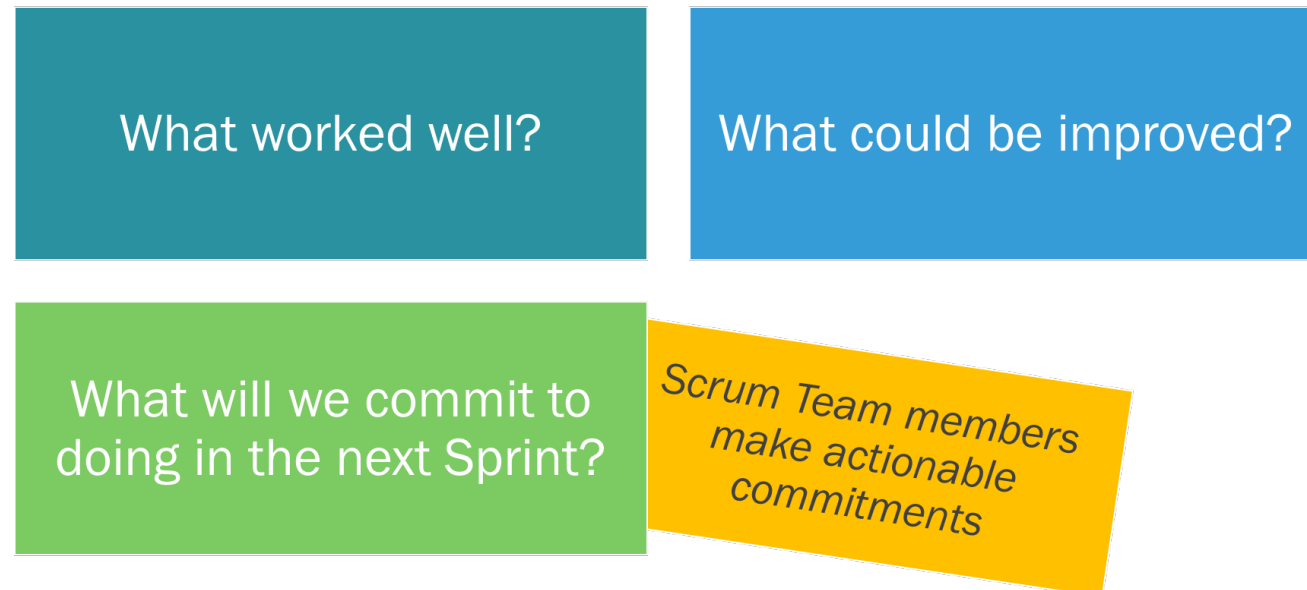 What worked well?
What could be improved?
What will we commit to
doing in the next Sprint?
Scrum Team members
make actionable
commitments